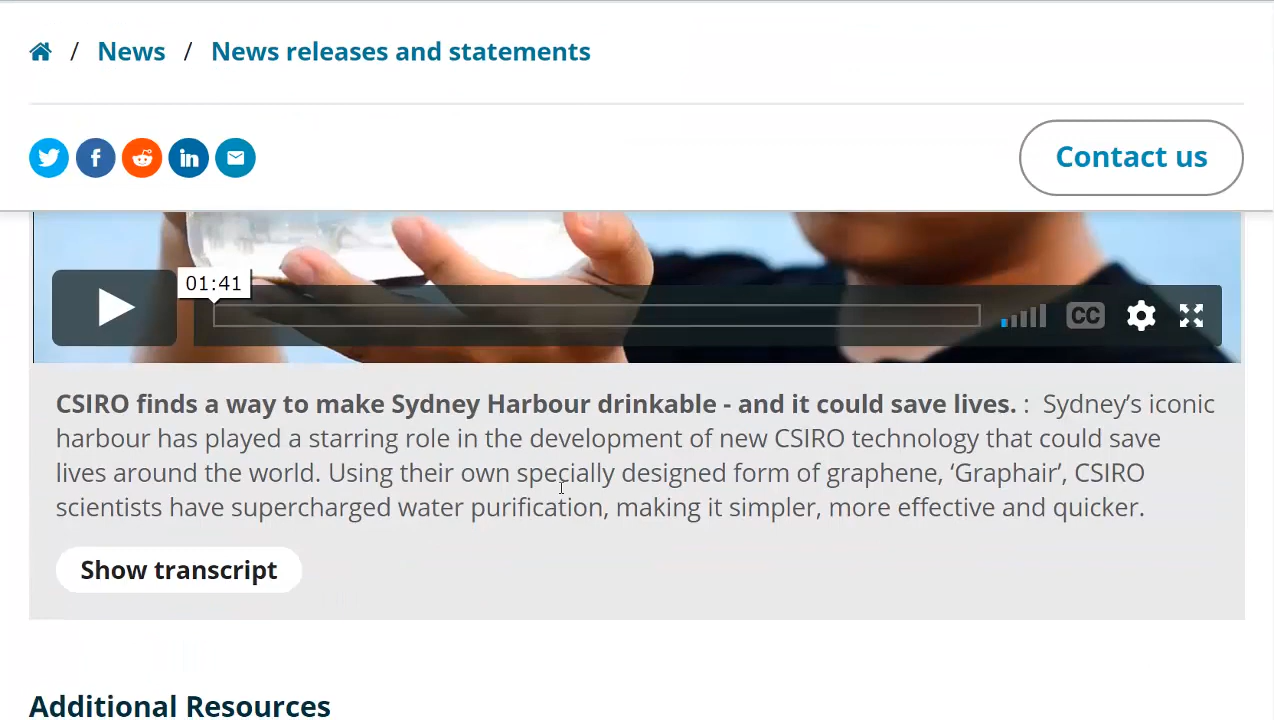 / News / News releases and statements
f in Contact us
01:41
CC
CSIRO finds a way to make Sydney Harbour drinkable - and it could save lives. : Sydney’s iconic
harbour has played a starring role in the development of new CSIRO technology that could save
lives around the world. Using their own specially designed form of graphene, ‘Graphair’, CSIRO
scientists have supercharged water purification, making it simpler, more effective and quicker.
Show transcript
Additional Resources